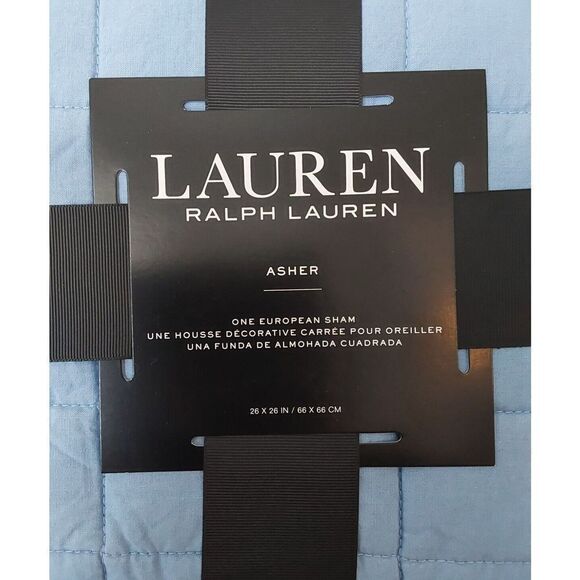 LAUREN
RALPH LAUREN
ASHER
ONE EUROPEAN SHAM
UNE HOUSSE DÉCORATIVE CARRÉE POUR OREILLER
UNA FUNDA DE ALMOHADA CUADRADA
26 X 26 IN / 66 X 66 CM